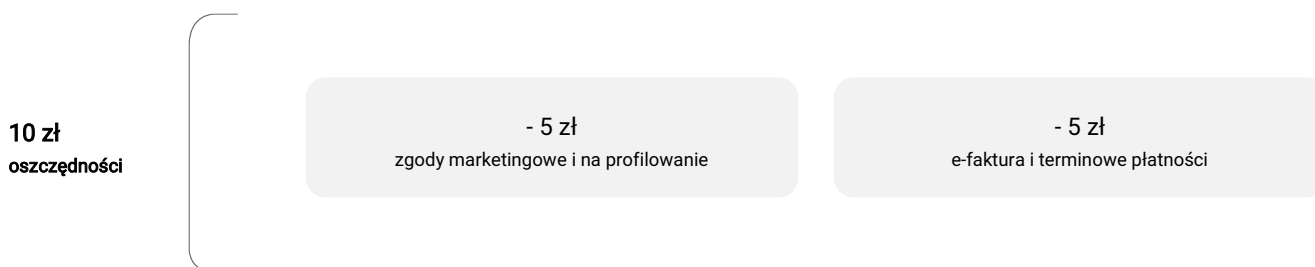 10 zł
oszczędności
- 5 zł
zgody marketingowe i na profilowanie
- 5 zł
e-faktura i terminowe płatności